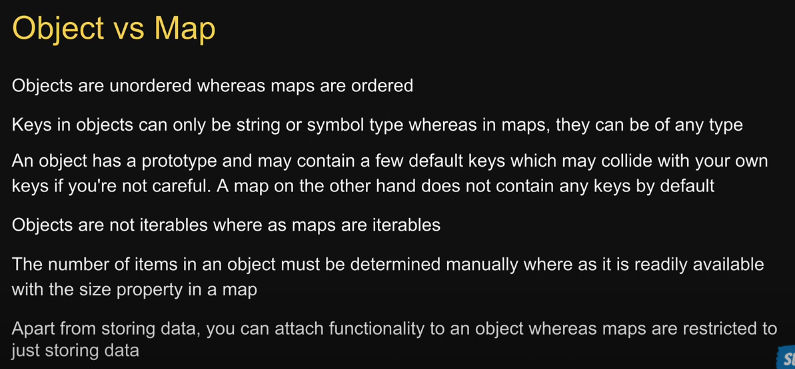 Object vs Map
Objects are unordered whereas maps are ordered
Keys in objects can only be string or symbol type whereas in maps, they can be of any type
An object has a prototype and may contain a few default keys which may collide with your own
keys if you're not careful. A map on the other hand does not contain any keys by default
Objects are not iterables where as maps are iterables
The number of items in an object must be determined manually where as it is readily available
with the size property in a map
Apart from storing data, you can attach functionality to an object whereas maps are restricted to
just storing data